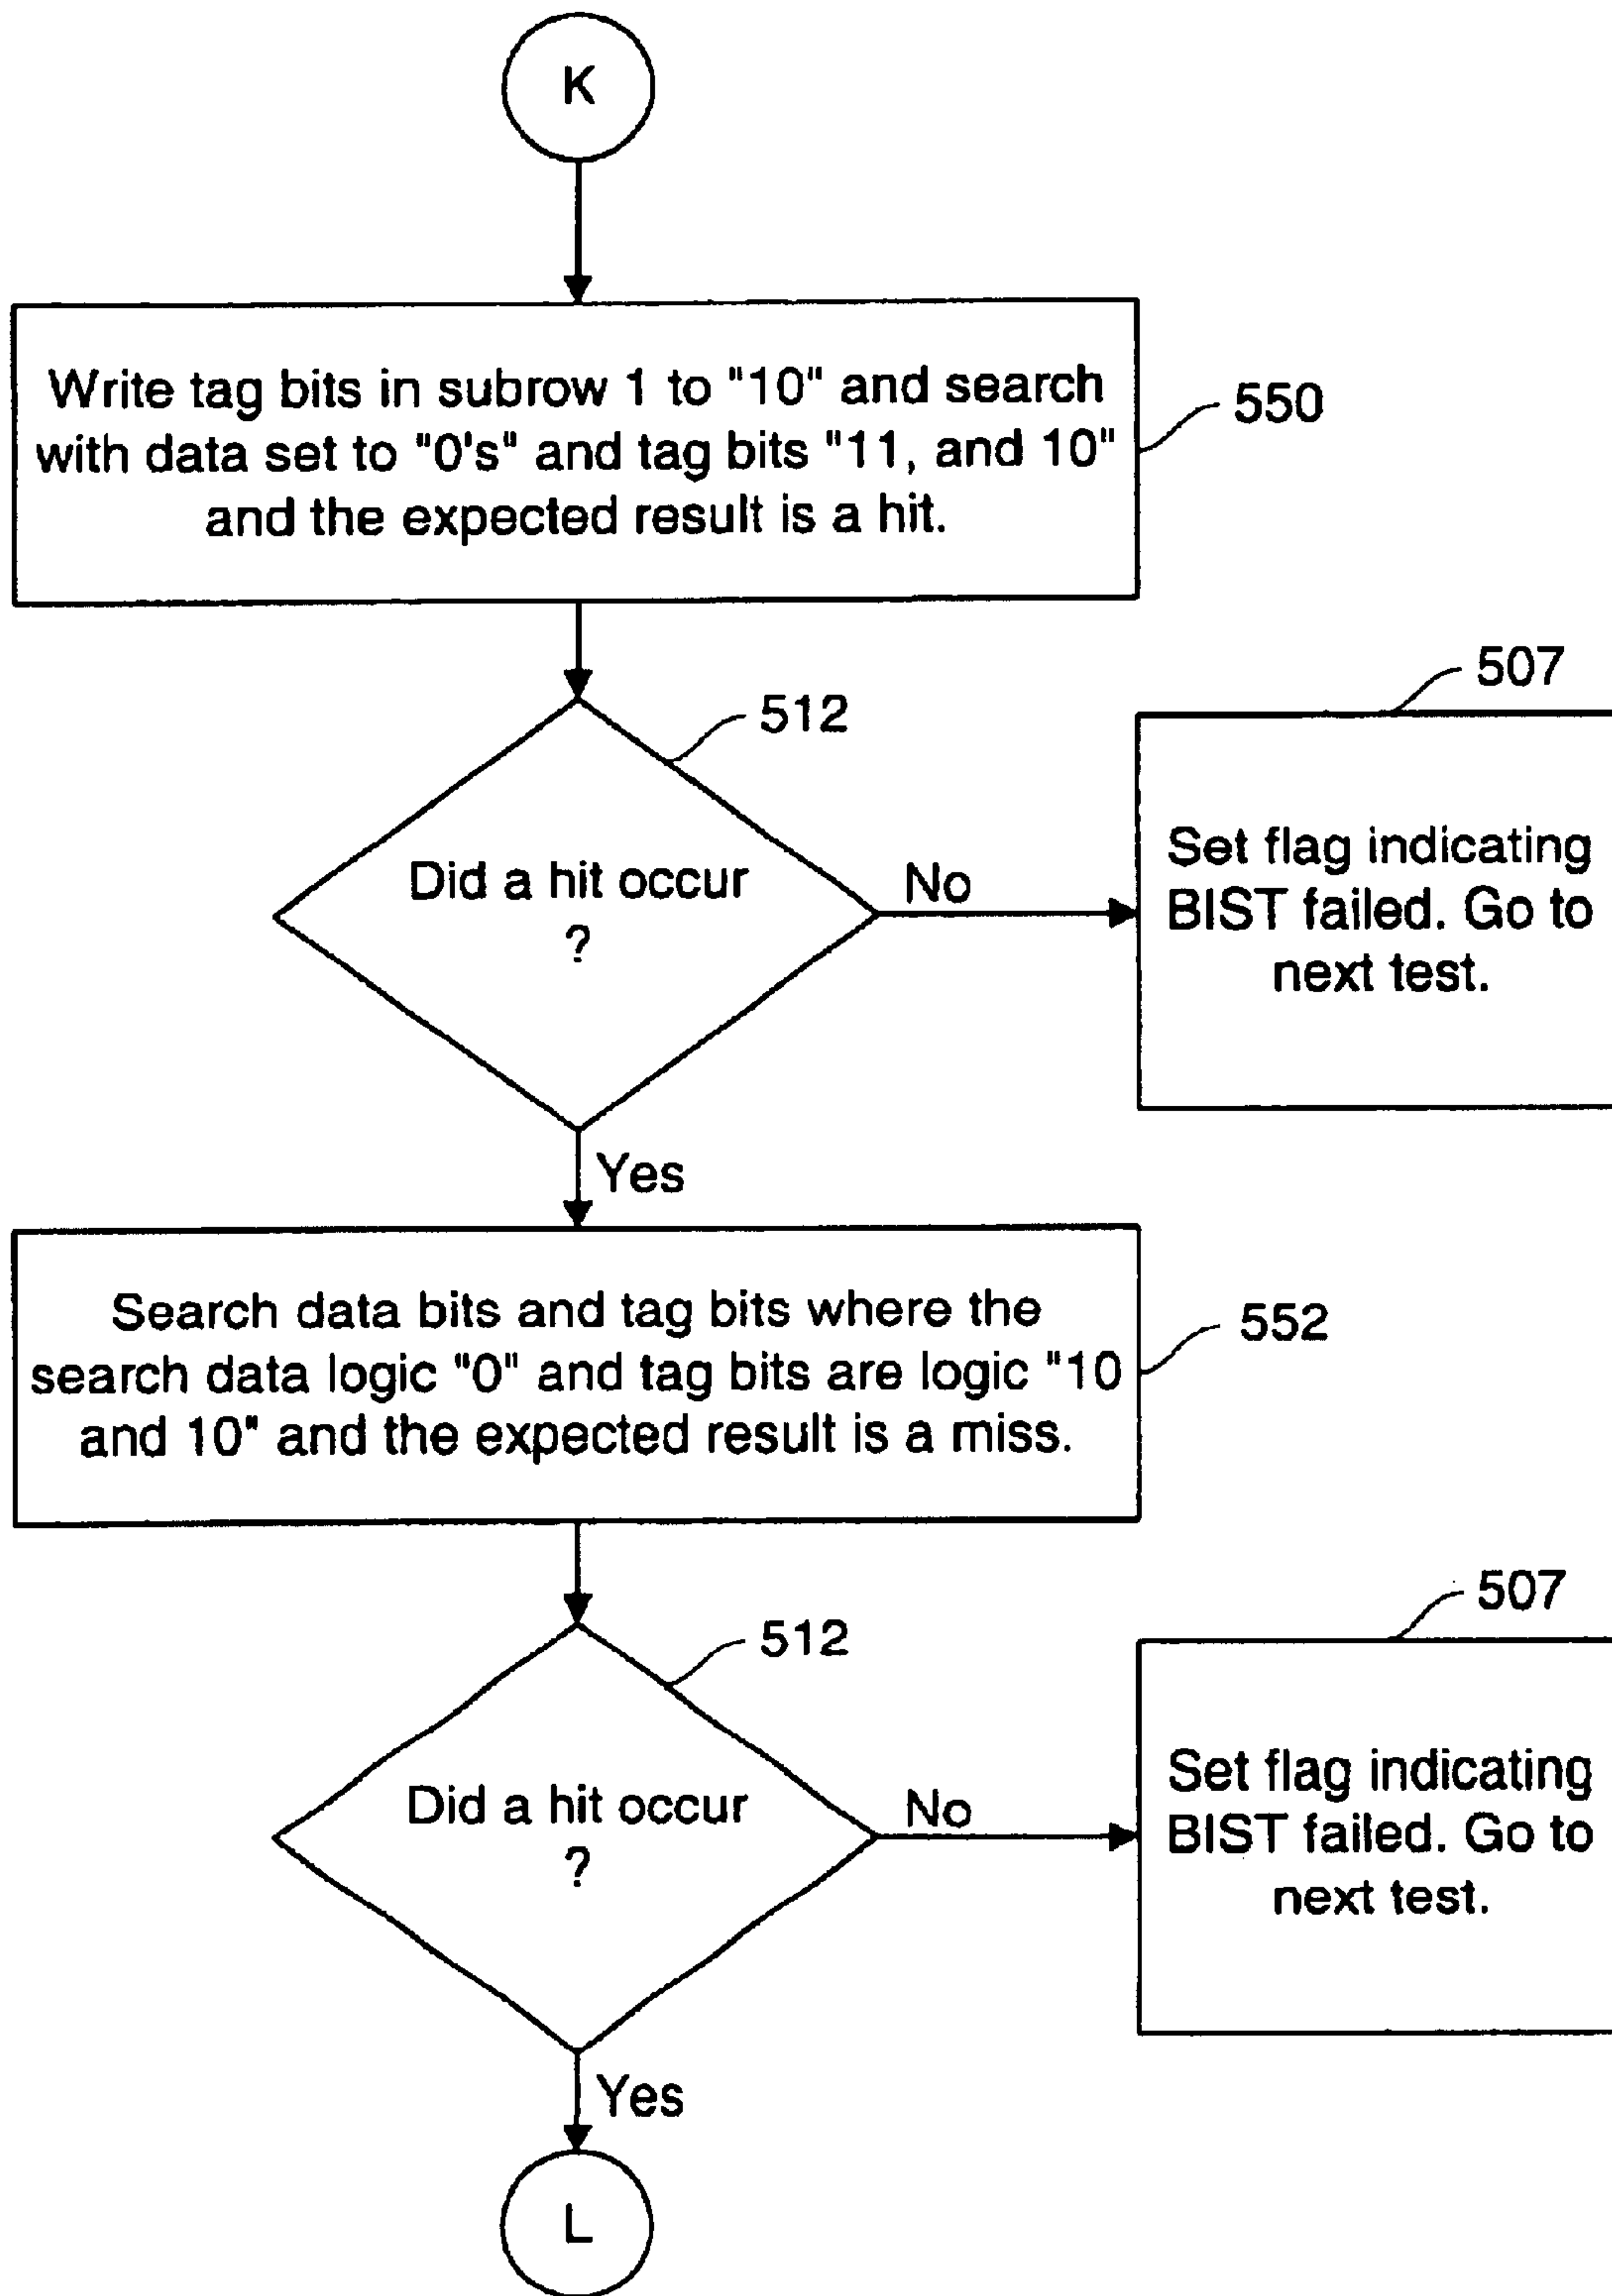 K
Write tag bits in subrow 1 to "10" and search
with data set to "0's" and tag bits "11, and 10"
and the expected result is a hit.
550
512
Did a hit occur
?
No
507
Set flag indicating
BIST failed. Go to
next test.
Yes
Search data bits and tag bits where the
search data logic "0" and tag bits are logic "10
and 10" and the expected result is a miss.
552
512
Did a hit occur
?
No
507
Set flag indicating
BIST failed. Go to
next test.
Yes
L